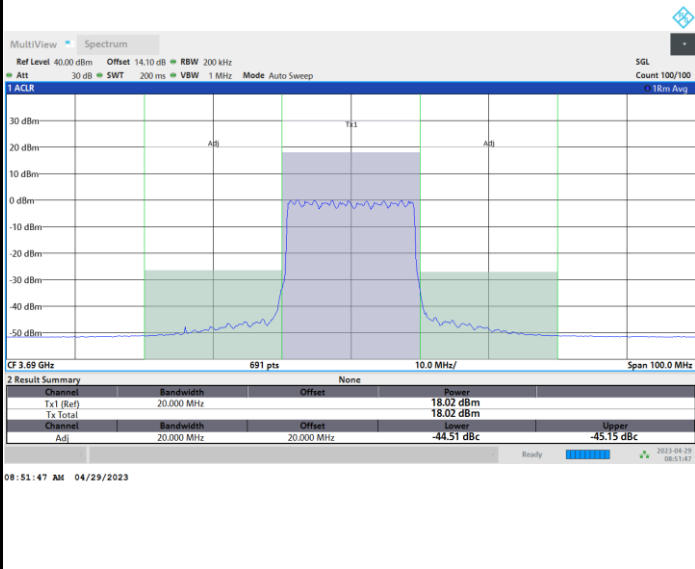 MultiView Spectrum
Ref Level 40.00 dBm Offset 14.10 dB RBW 200 kHz SGL
Att 30 dB SWT 200 ms VBW 1 MHz Mode Auto Sweep Count 100/100
1 ACLR 1Rm Avg
30 dBm
Tx1
20 dBm Adj Adj
10 dBm
0 dBm
-10 dBm
-20 dBm
-30 dBm
-40 dBm
-50 dBm
CF 3.69 GHz 691 pts 10.0 MHz/ Span 100.0 MHz
2 Result Summary None
Channel Bandwidth Offset Power
Tx1 (Ref) 20.000 MHz 18.02 dBm
Tx Total 18.02 dBm
Channel Bandwidth Offset Lower Upper
Adj 20.000 MHz 20.000 MHz -44.51 dBc -45.15 dBc
Ready 2023-04-29
08:51:47
08:51:47 AM 04/29/2023